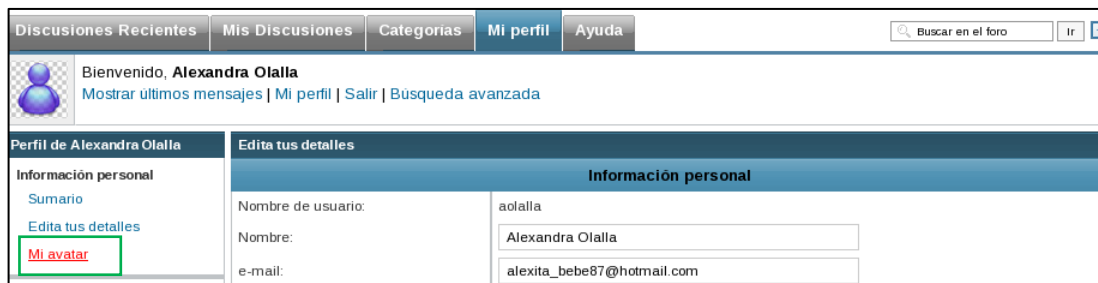 Discusiones Recientes Mis Discusiones Categorías Mi perfil Ayuda Buscar en el foro Ir
Bienvenido, Alexandra Olalla
Mostrar últimos mensajes | Mi perfil | Salir | Búsqueda avanzada
Perfil de Alexandra Olalla Edita tus detalles
Información personal Información personal
Sumario
Nombre de usuario: aolalla
Edita tus detalles
Nombre: Alexandra Olalla
Mi avatar
e-mail: alexita_bebe87@hotmail.com